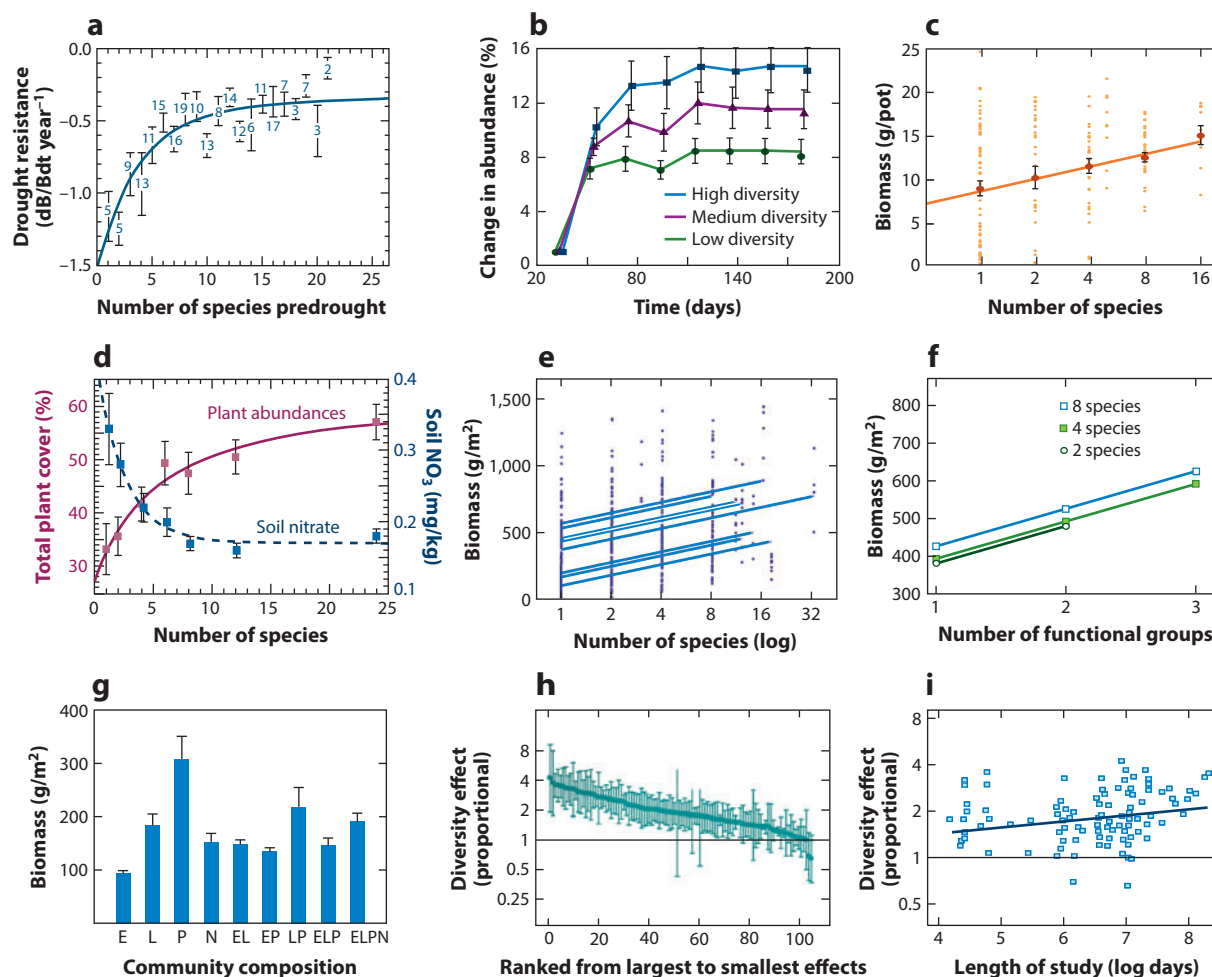 a
0.0
−0.5
−1.0
−1.5
Drought resistance
(dB/Bdt year⁻¹)
5
5
9
13
11
15
16
19
10
13
8
14
12
6
11
17
7
3
7
3
2
0 5 10 15 20 25
Number of species predrought
b
16
12
8
4
0
Change in abundance (%)
High diversity
Medium diversity
Low diversity
20 80 140 200
Time (days)
c
25
20
15
10
5
0
Biomass (g/pot)
1 2 4 8 16
Number of species
d
60
50
40
30
Total plant cover (%)
0.4
0.3
0.2
0.1
Soil NO₃ (mg/kg)
Plant abundances
Soil nitrate
0 5 10 15 20 25
Number of species
e
1,500
1,000
500
0
Biomass (g/m²)
1 2 4 8 16 32
Number of species (log)
f
800
700
600
500
400
300
Biomass (g/m²)
8 species
4 species
2 species
1 2 3
Number of functional groups
g
400
300
200
100
Biomass (g/m²)
E L P N EL EP LP ELP ELPN
Community composition
h
8
4
2
1
0.5
0.25
Diversity effect
(proportional)
0 20 40 60 80 100
Ranked from largest to smallest effects
i
8
4
2
1
0.5
Diversity effect
(proportional)
4 5 6 7 8
Length of study (log days)